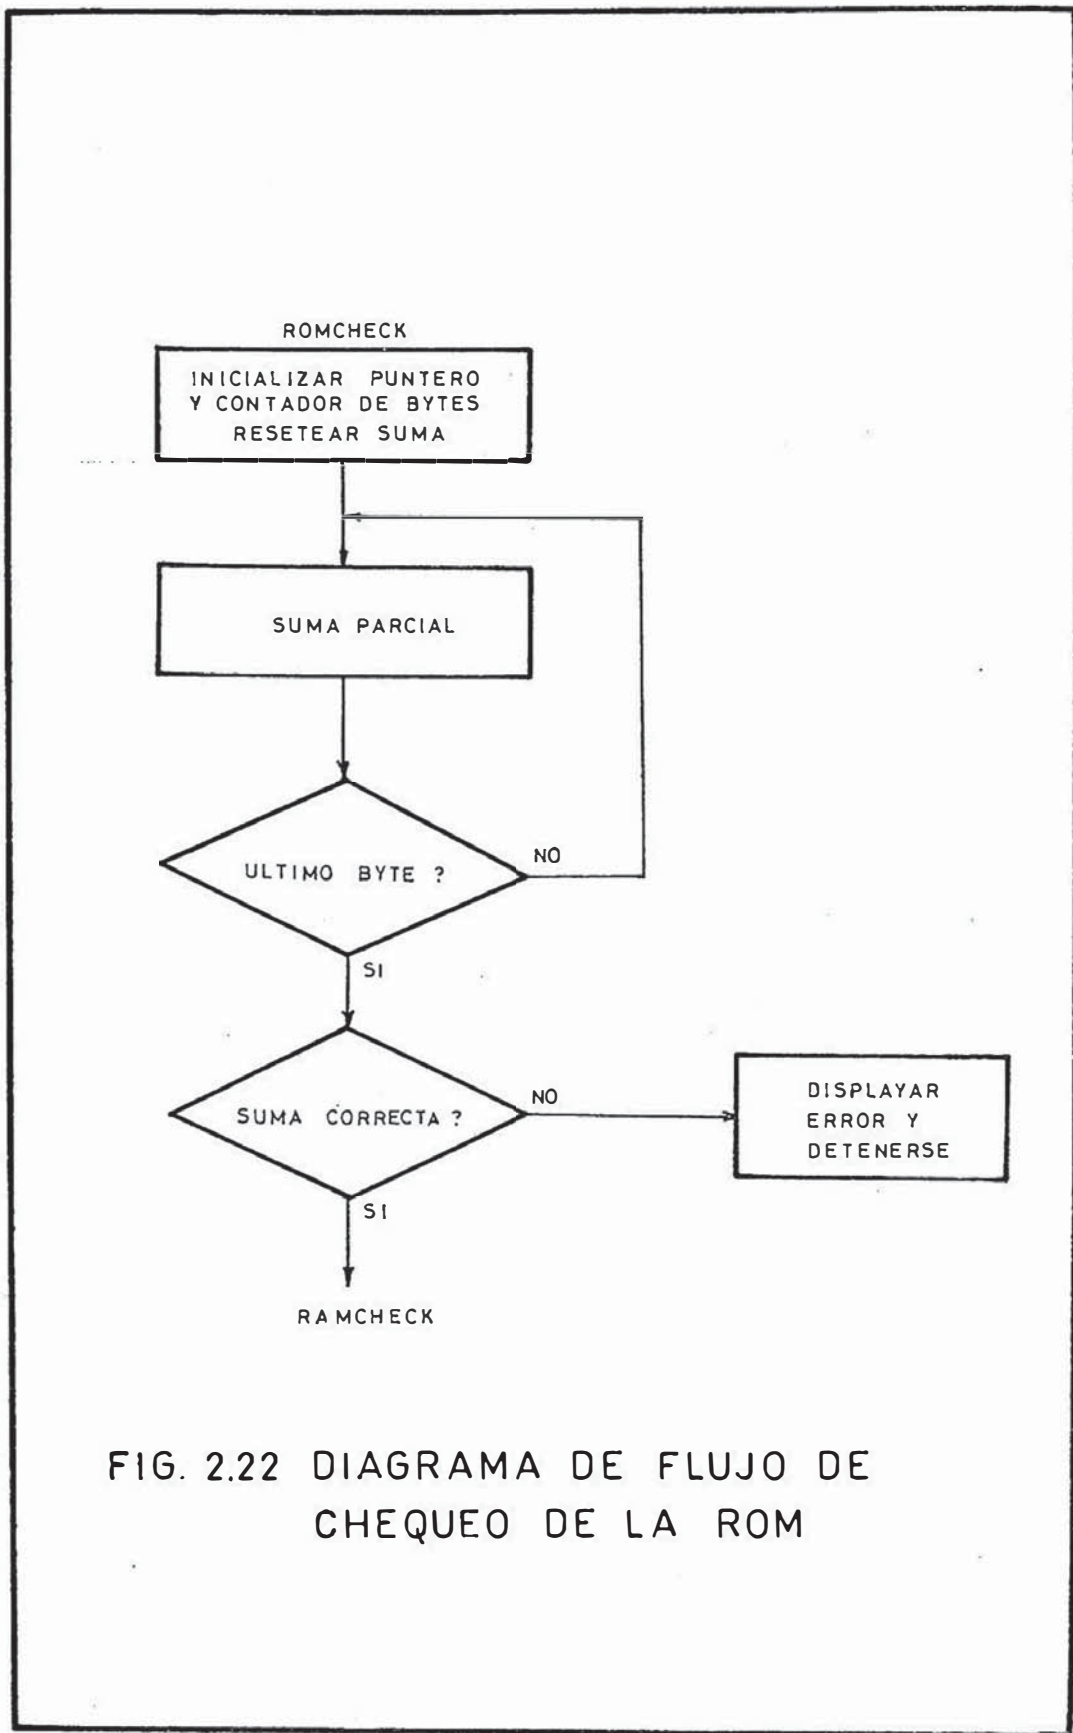 ROMCHECK
INICIALIZAR PUNTERO
Y CONTADOR DE BYTES
RESETEAR SUMA
SUMA PARCIAL
ULTIMO BYTE ?
NO
SI
SUMA CORRECTA ?
NO
DISPLAYAR
ERROR Y
DETENERSE
SI
RAMCHECK
FIG. 2.22 DIAGRAMA DE FLUJO DE
CHEQUEO DE LA ROM